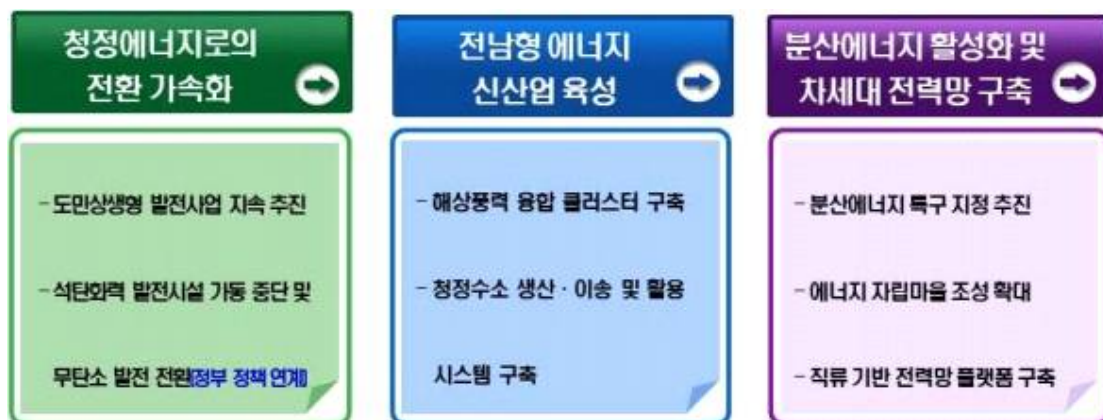 청정에너지로의
전환 가속화
- 도민상생형 발전사업 지속 추진
- 석탄화력 발전시설 가동 중단 및
무탄소 발전 전환(정부 정책 연계)
전남형 에너지
신산업 육성
- 해상풍력 융합 클러스터 구축
- 청정수소 생산 · 이송 및 활용
시스템 구축
분산에너지 활성화 및
차세대 전력망 구축
- 분산에너지 특구 지정 추진
- 에너지 자립마을 조성 확대
- 직류 기반 전력망 플랫폼 구축